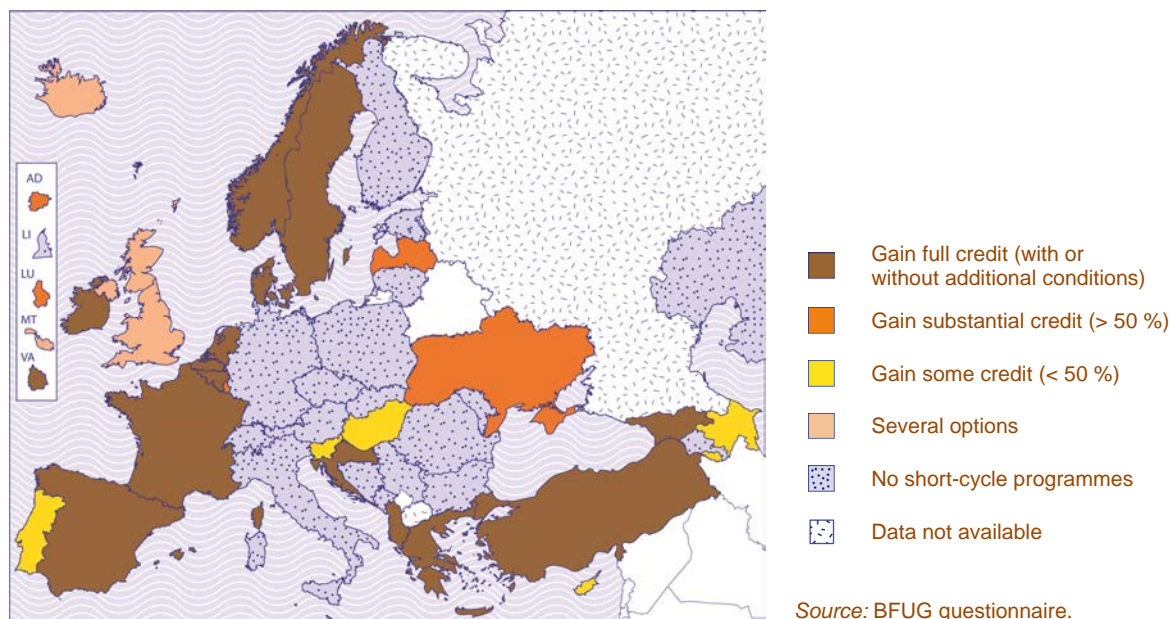 AD
LI
LU
MT
VA
Gain full credit (with or
without additional conditions)
Gain substantial credit (> 50 %)
Gain some credit (< 50 %)
Several options
No short-cycle programmes
Data not available
Source: BFUG questionnaire.